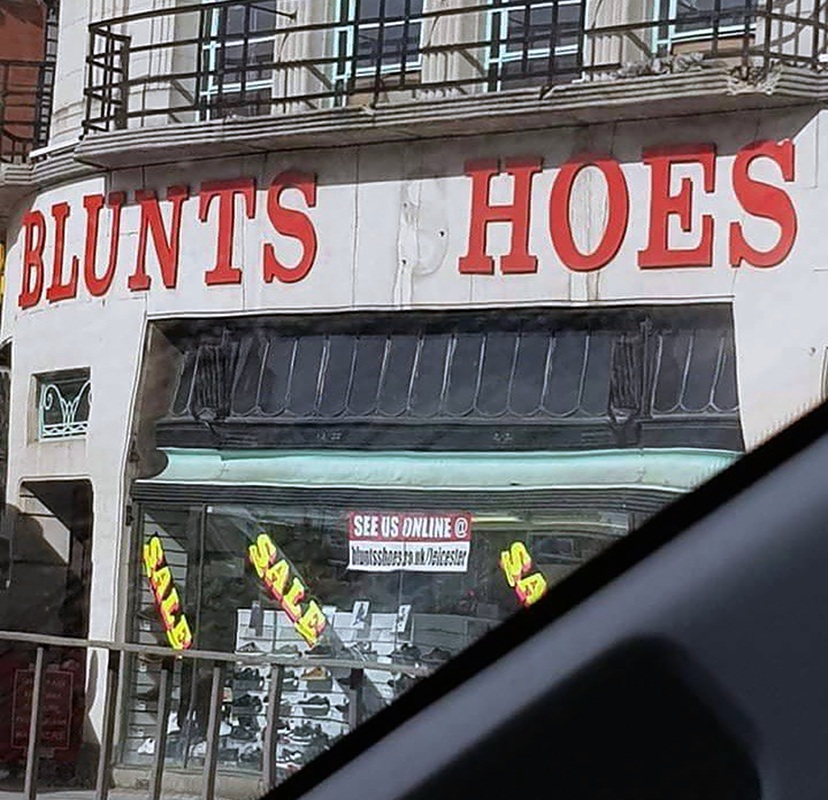 BLUNTS HOES
SEE US ONLINE @
bluntsshoes.co.uk/leicester
SALE
SALE
SA